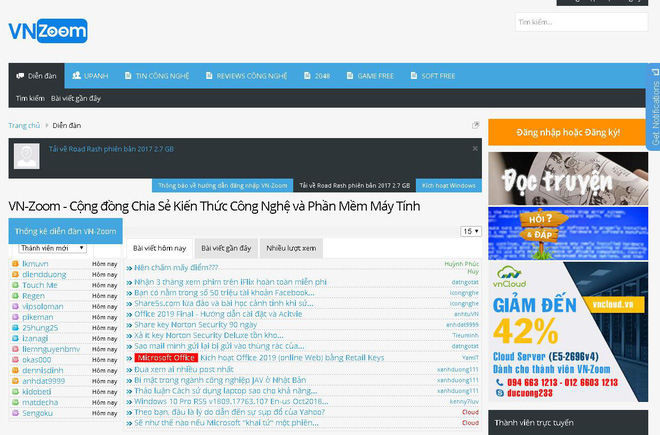 VNZoom
Tìm kiếm...
Diễn đàn
UPANH
TIN CÔNG NGHỆ
REVIEWS CÔNG NGHỆ
2048
GAME FREE
SOFT FREE
Tìm kiếm Bài viết gần đây
Get Notifications
Trang chủ Diễn đàn
Đăng nhập hoặc Đăng ký!
Tải về Road Rash phiên bản 2017 2.7 GB
Thông báo về hướng dẫn đăng nhập VN-Zoom
Tải về Road Rash phiên bản 2017 2.7 GB
Kích hoạt Windows
Đọc truyện
VN-Zoom - Cộng đồng Chia Sẻ Kiến Thức Công Nghệ và Phần Mềm Máy Tính
HỎI ?
& ĐÁP
Thống kê diễn đàn VN-Zoom
15
Thành viên mới
Bài viết hôm nay
Bài viết gần đây
Nhiều lượt xem
lkmuvn Hôm nay
diendduong Hôm nay
Touch Me Hôm nay
Regen Hôm nay
vipsoloman Hôm nay
pikeman Hôm nay
25hung25 Hôm nay
izanagi Hôm nay
liemnguyenbmv Hôm nay
okas000 Hôm nay
dennisdinh Hôm nay
anhdat9999 Hôm nay
kidobeti Hôm nay
matdecha Hôm nay
Sengoku Hôm nay
Nên chấm mấy điểm??? Huỳnh Phúc Huy
Nhận 3 tháng xem phim trên iFlix hoàn toàn miễn phí datngotat
Bạn có nằm trong số 50 triệu tài khoản Facebook... icongnghe
Share5s.com lừa đảo và bài học cảnh tỉnh khi sử... icongnghe
Office 2019 Final - Hướng dẫn cài đặt và Acitvie anhtuVN
Share key Norton Security 90 ngày anhdat9999
Xả ít key Norton Security Deluxe tồn kho... Tieuminh
Sao mail mình gửi lại bị gửi vào thùng rác của... datngotat
Microsoft Office Kích hoạt Office 2019 (online Web) bằng Retail Keys YamIT
Đua xem ai nhiều post nhất vanhduong111
Bí mật trong ngành công nghiệp JAV ở Nhật Bản vanhduong111
Thảo luận Cách sử dụng laptop sao cho khả năng... vanhduong111
Windows 10 Pro RS5 v1809.17763.107 En-us Oct2018... kenny7luv
Theo bạn, đâu là lý do dẫn đến sự sụp đổ của Yahoo? Cloud
Sẽ như thế nào nếu Microsoft "khai tử" một phiên... Cloud
vnCloud
GIẢM ĐẾN
vncloud.vn
42%
Cloud Server (E5-2696v4)
Dành cho thành viên VN-Zoom
094 683 1213 - 012 6603 1213
ducuong233
Thành viên trực tuyến